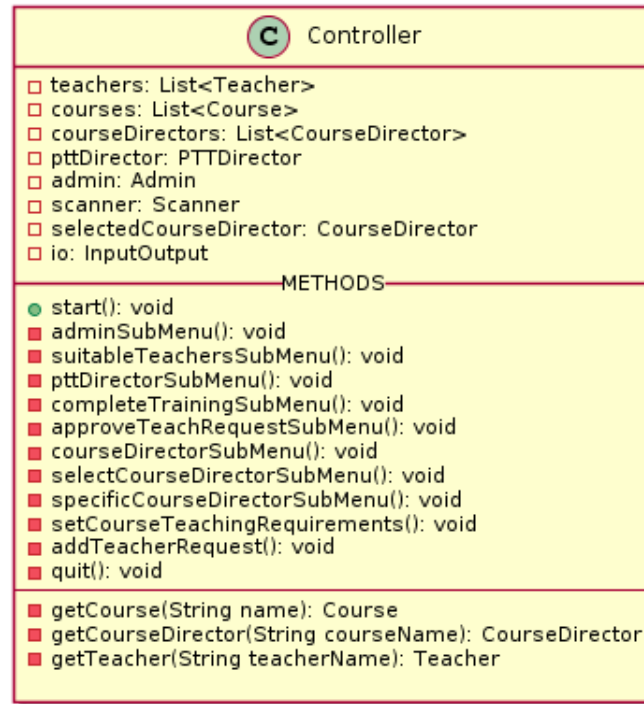 C Controller
teachers: List<Teacher>
courses: List<Course>
courseDirectors: List<CourseDirector>
pttDirector: PTTDirector
admin: Admin
scanner: Scanner
selectedCourseDirector: CourseDirector
io: InputOutput
METHODS
start(): void
adminSubMenu(): void
suitableTeachersSubMenu(): void
pttDirectorSubMenu(): void
completeTrainingSubMenu(): void
approveTeachRequestSubMenu(): void
courseDirectorSubMenu(): void
selectCourseDirectorSubMenu(): void
specificCourseDirectorSubMenu(): void
setCourseTeachingRequirements(): void
addTeacherRequest(): void
quit(): void
getCourse(String name): Course
getCourseDirector(String courseName): CourseDirector
getTeacher(String teacherName): Teacher